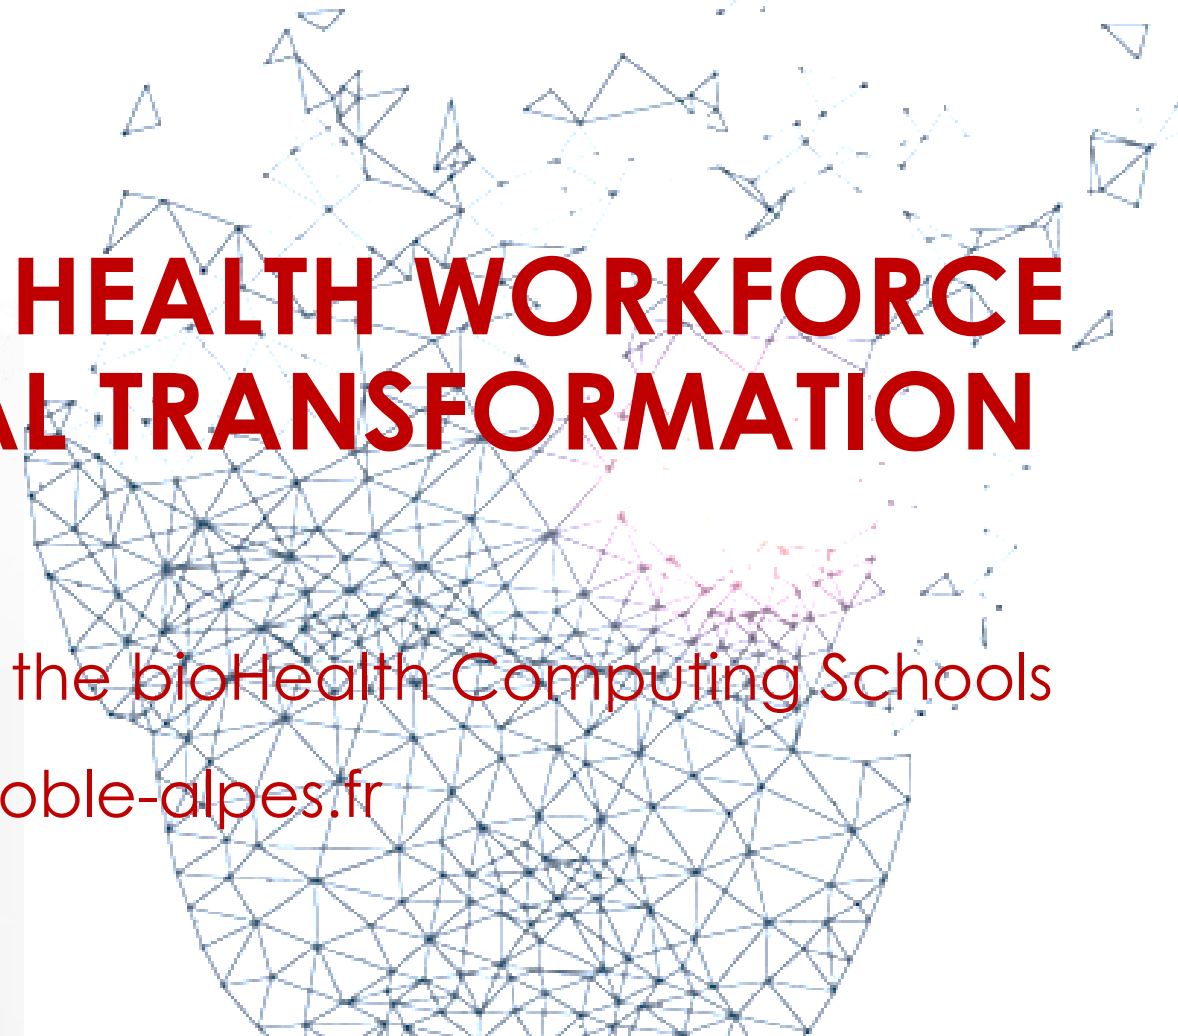 HEALTH WORKFORCE
AL TRANSFORMATION
the bioHealth Computing Schools
oble-alpes.fr